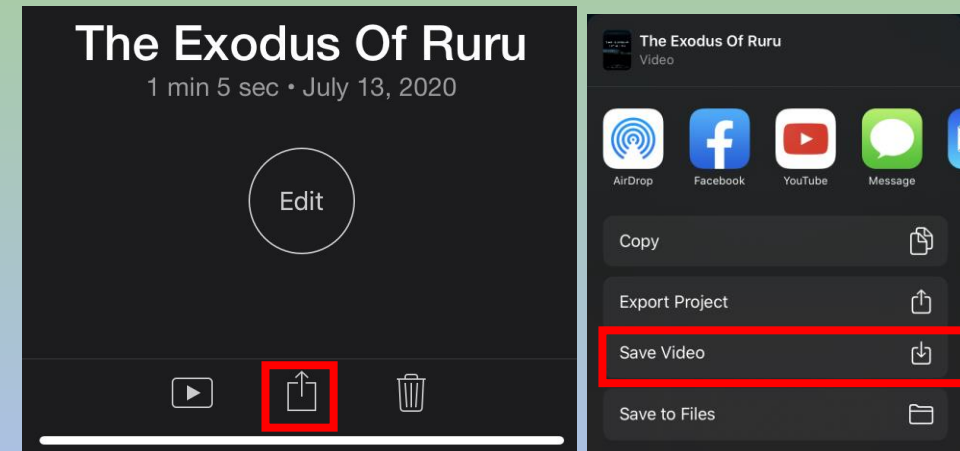 The Exodus Of Ruru
1 min 5 sec • July 13, 2020
Edit
The Exodus Of Ruru
Video
AirDrop Facebook YouTube Message
Copy
Export Project
Save Video
Save to Files